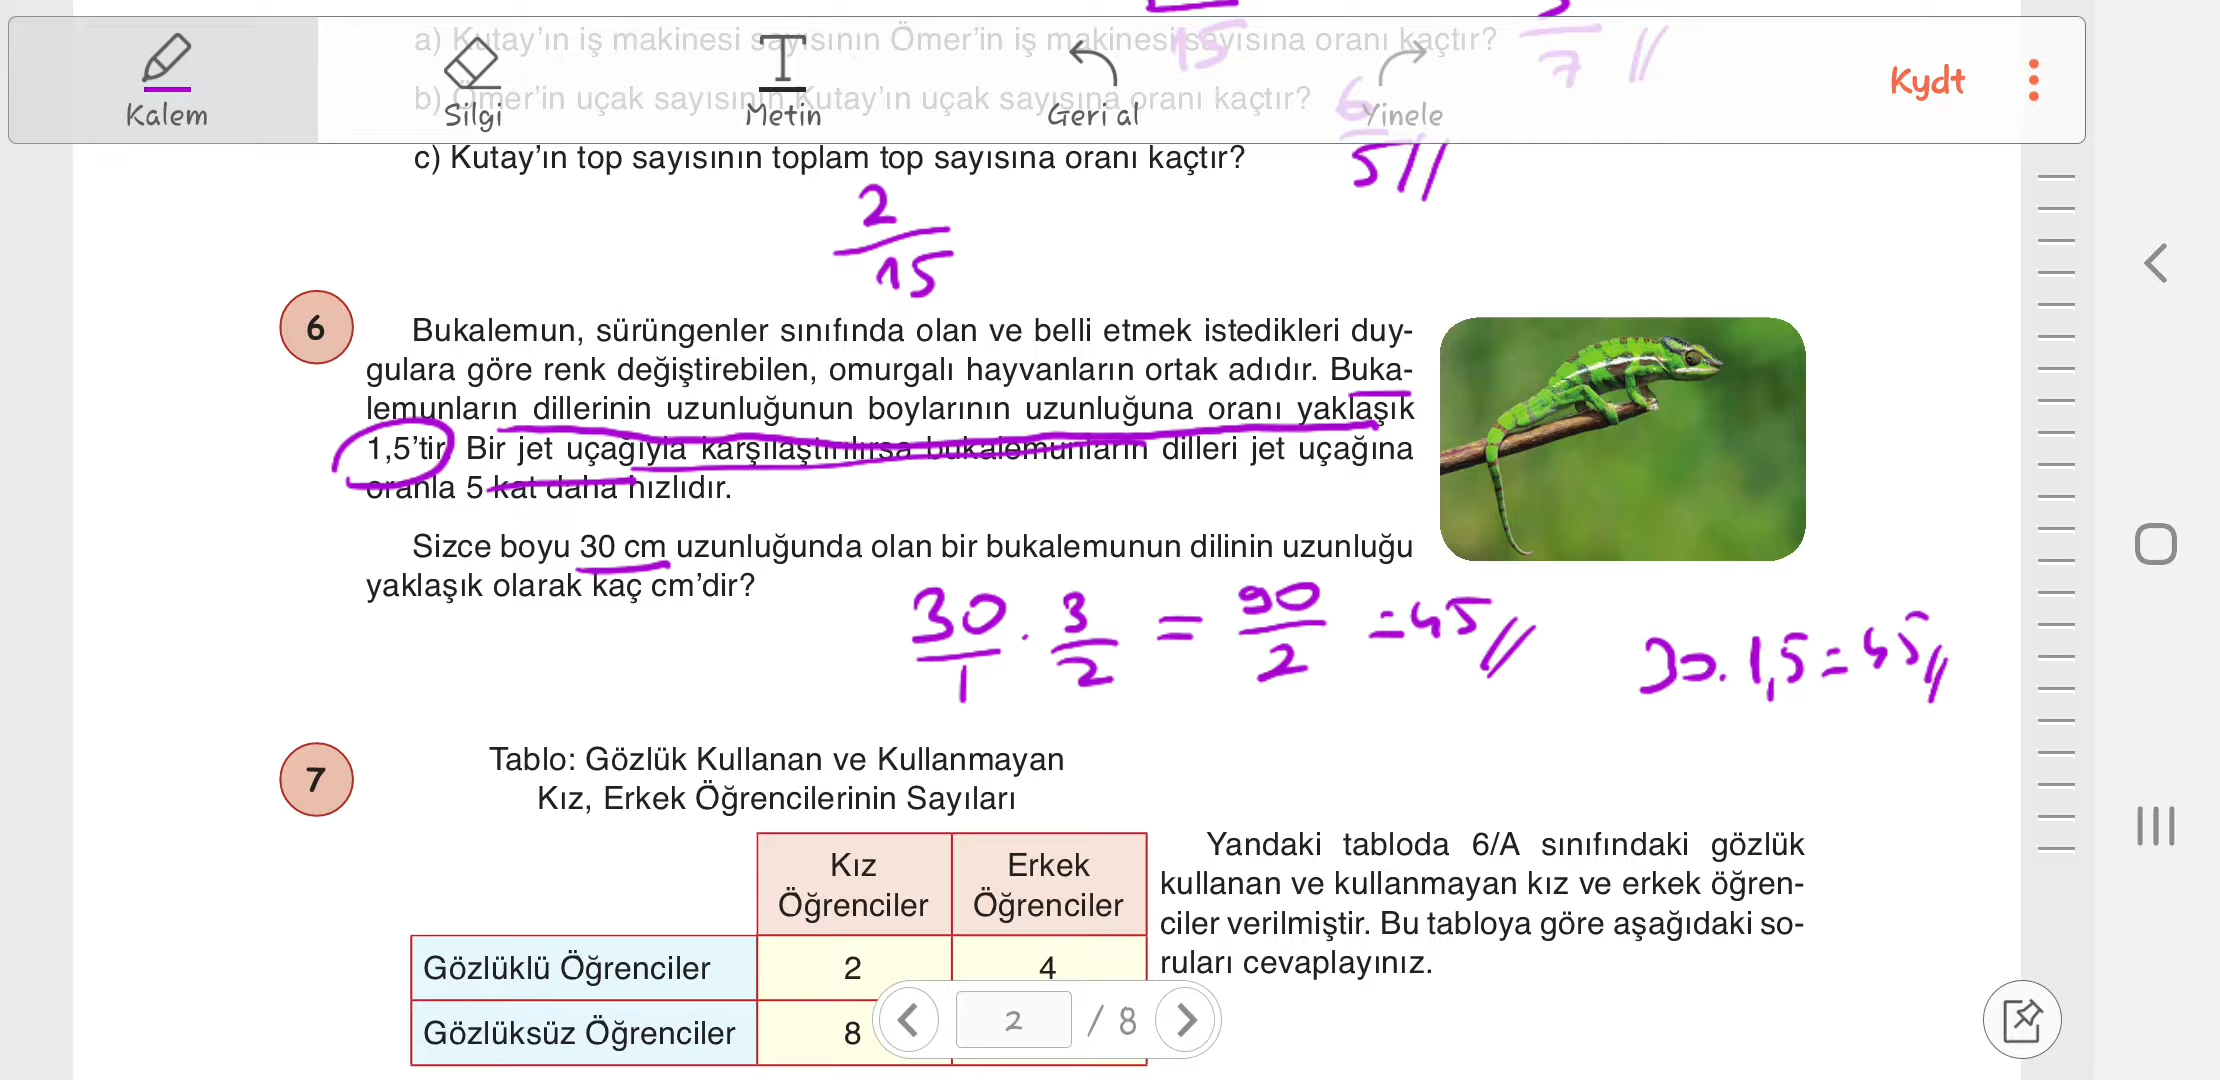 a) Kutay’ın iş makinesi sayısının Ömer’in iş makinesi sayısına oranı kaçtır?
15
7 //
b) Ömer’in uçak sayısının Kutay’ın uçak sayısına oranı kaçtır?
6
5 //
Kalem
Silgi
Metin
Geri al
Yinele
Kydt
c) Kutay’ın top sayısının toplam top sayısına oranı kaçtır?
2
15
6
Bukalemun, sürüngenler sınıfında olan ve belli etmek istedikleri duy-
gulara göre renk değiştirebilen, omurgalı hayvanların ortak adıdır. Buka-
lemunların dillerinin uzunluğunun boylarının uzunluğuna oranı yaklaşık
1,5’tir. Bir jet uçağıyla karşılaştırılırsa bukalemunların dilleri jet uçağına
oranla 5 kat daha hızlıdır.
Sizce boyu 30 cm uzunluğunda olan bir bukalemunun dilinin uzunluğu
yaklaşık olarak kaç cm’dir?
30/1 . 3/2 = 90/2 = 45 //
30. 1,5 = 45 //
7
Tablo: Gözlük Kullanan ve Kullanmayan
Kız, Erkek Öğrencilerinin Sayıları
Kız
Öğrenciler
Erkek
Öğrenciler
Gözlüklü Öğrenciler
2
4
Gözlüksüz Öğrenciler
8
Yandaki tabloda 6/A sınıfındaki gözlük
kullanan ve kullanmayan kız ve erkek öğren-
ciler verilmiştir. Bu tabloya göre aşağıdaki so-
ruları cevaplayınız.
2 / 8